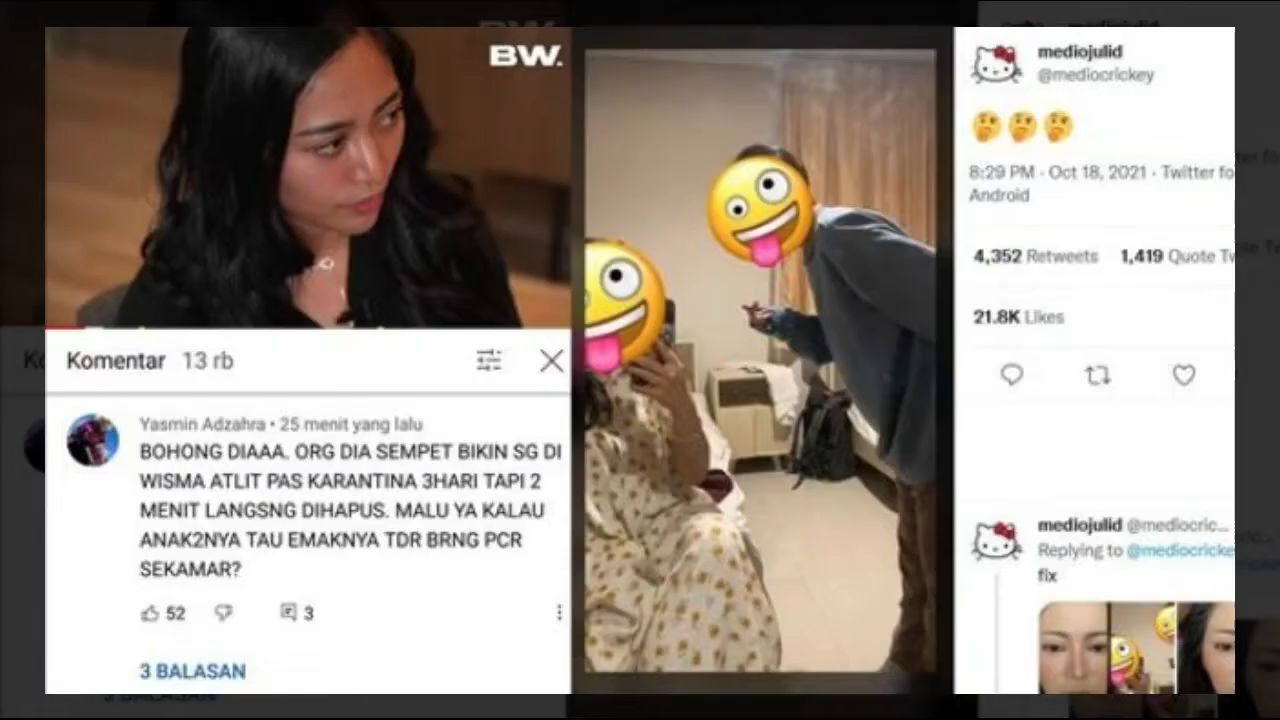 BW.
Komentar 13 rb
Yasmin Adzahra • 25 menit yang lalu
BOHONG DIAAA. ORG DIA SEMPET BIKIN SG DI
WISMA ATLIT PAS KARANTINA 3HARI TAPI 2
MENIT LANGSNG DIHAPUS. MALU YA KALAU
ANAK2NYA TAU EMAKNYA TDR BRNG PCR
SEKAMAR?
52
3
3 BALASAN
mediojulid
@mediocrickey
8:29 PM · Oct 18, 2021 · Twitter fo
Android
4,352 Retweets 1,419 Quote Tw
21.8K Likes
mediojulid @mediocric...
Replying to @mediocricke
fix